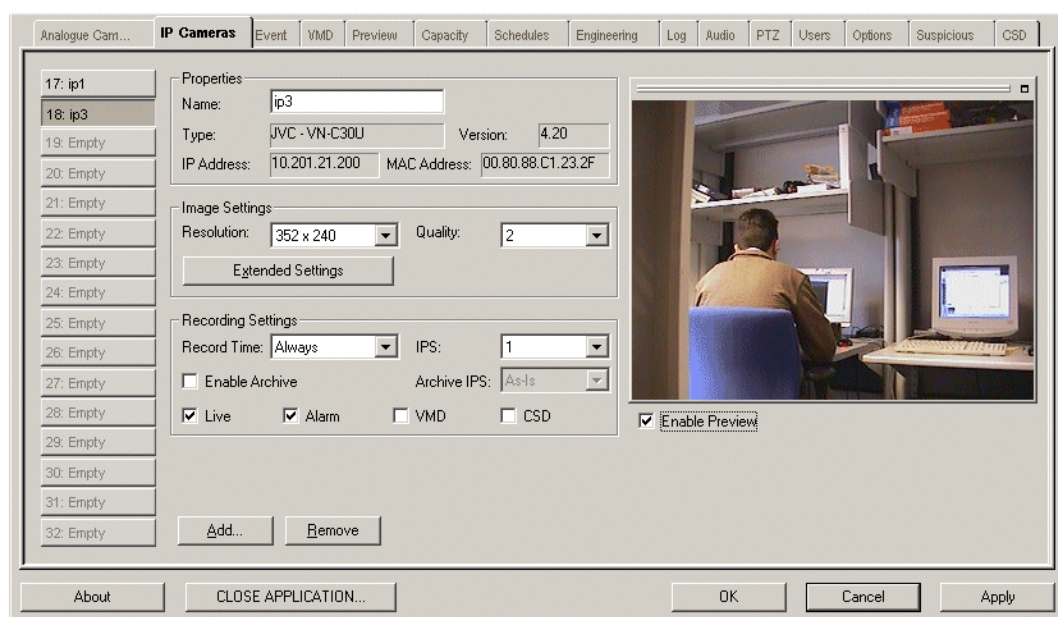 Analogue Cam... IP Cameras Event VMD Preview Capacity Schedules Engineering Log Audio PTZ Users Options Suspicious CSD
17: ip1
18: ip3
19: Empty
20: Empty
21: Empty
22: Empty
23: Empty
24: Empty
25: Empty
26: Empty
27: Empty
28: Empty
29: Empty
30: Empty
31: Empty
32: Empty
Properties
Name: ip3
Type: JVC - VN-C30U Version: 4.20
IP Address: 10.201.21.200 MAC Address: 00.80.88.C1.23.2F
Image Settings
Resolution: 352 x 240 Quality: 2
Extended Settings
Recording Settings
Record Time: Always IPS: 1
Enable Archive Archive IPS: As-Is
Live Alarm VMD CSD
Enable Preview
Add... Remove
About CLOSE APPLICATION... OK Cancel Apply